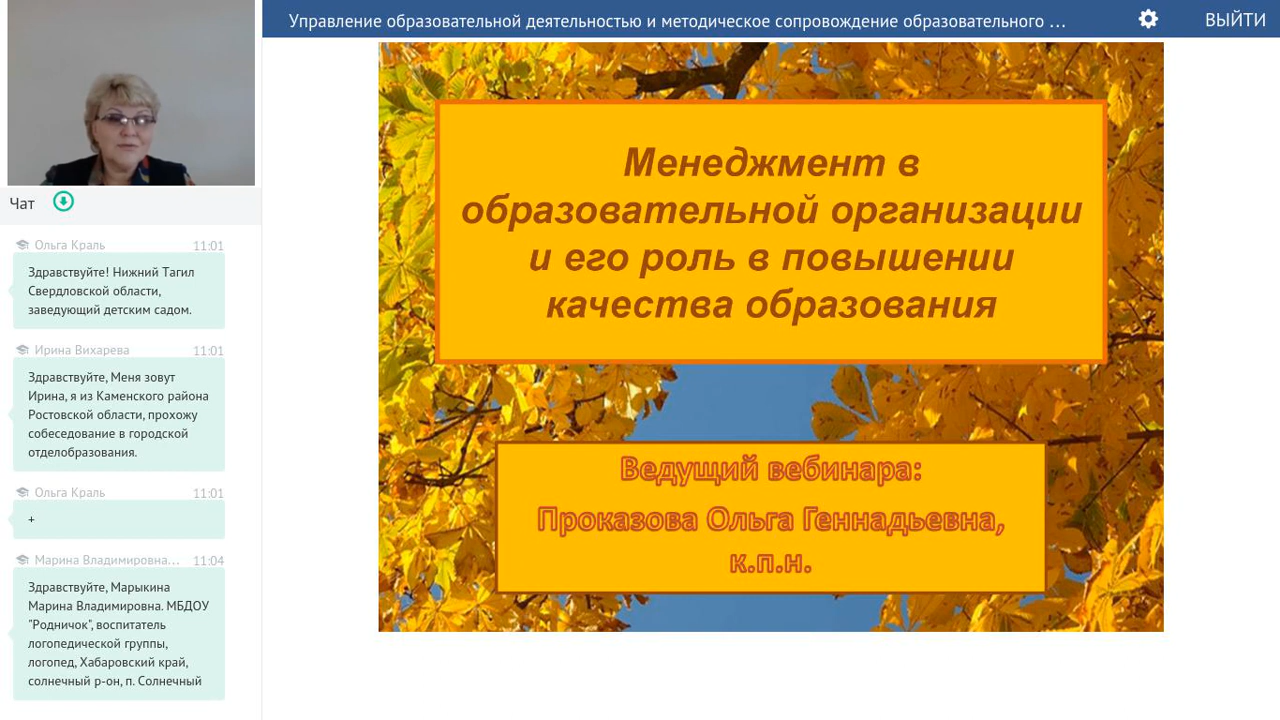 Управление образовательной деятельностью и методическое сопровождение образовательного ...
ВЫЙТИ
Чат
Ольга Краль 11:01
Здравствуйте! Нижний Тагил
Свердловской области,
заведующий детским садом.
Ирина Вихарева 11:01
Здравствуйте, Меня зовут
Ирина, я из Каменского района
Ростовской области, прохожу
собеседование в городской
отделобразования.
Ольга Краль 11:01
+
Марина Владимировна... 11:04
Здравствуйте, Марыкина
Марина Владимировна. МБДОУ
"Родничок", воспитатель
логопедической группы,
логопед, Хабаровский край,
солнечный р-он, п. Солнечный
Менеджмент в
образовательной организации
и его роль в повышении
качества образования
Ведущий вебинара:
Проказова Ольга Геннадьевна,
к.п.н.